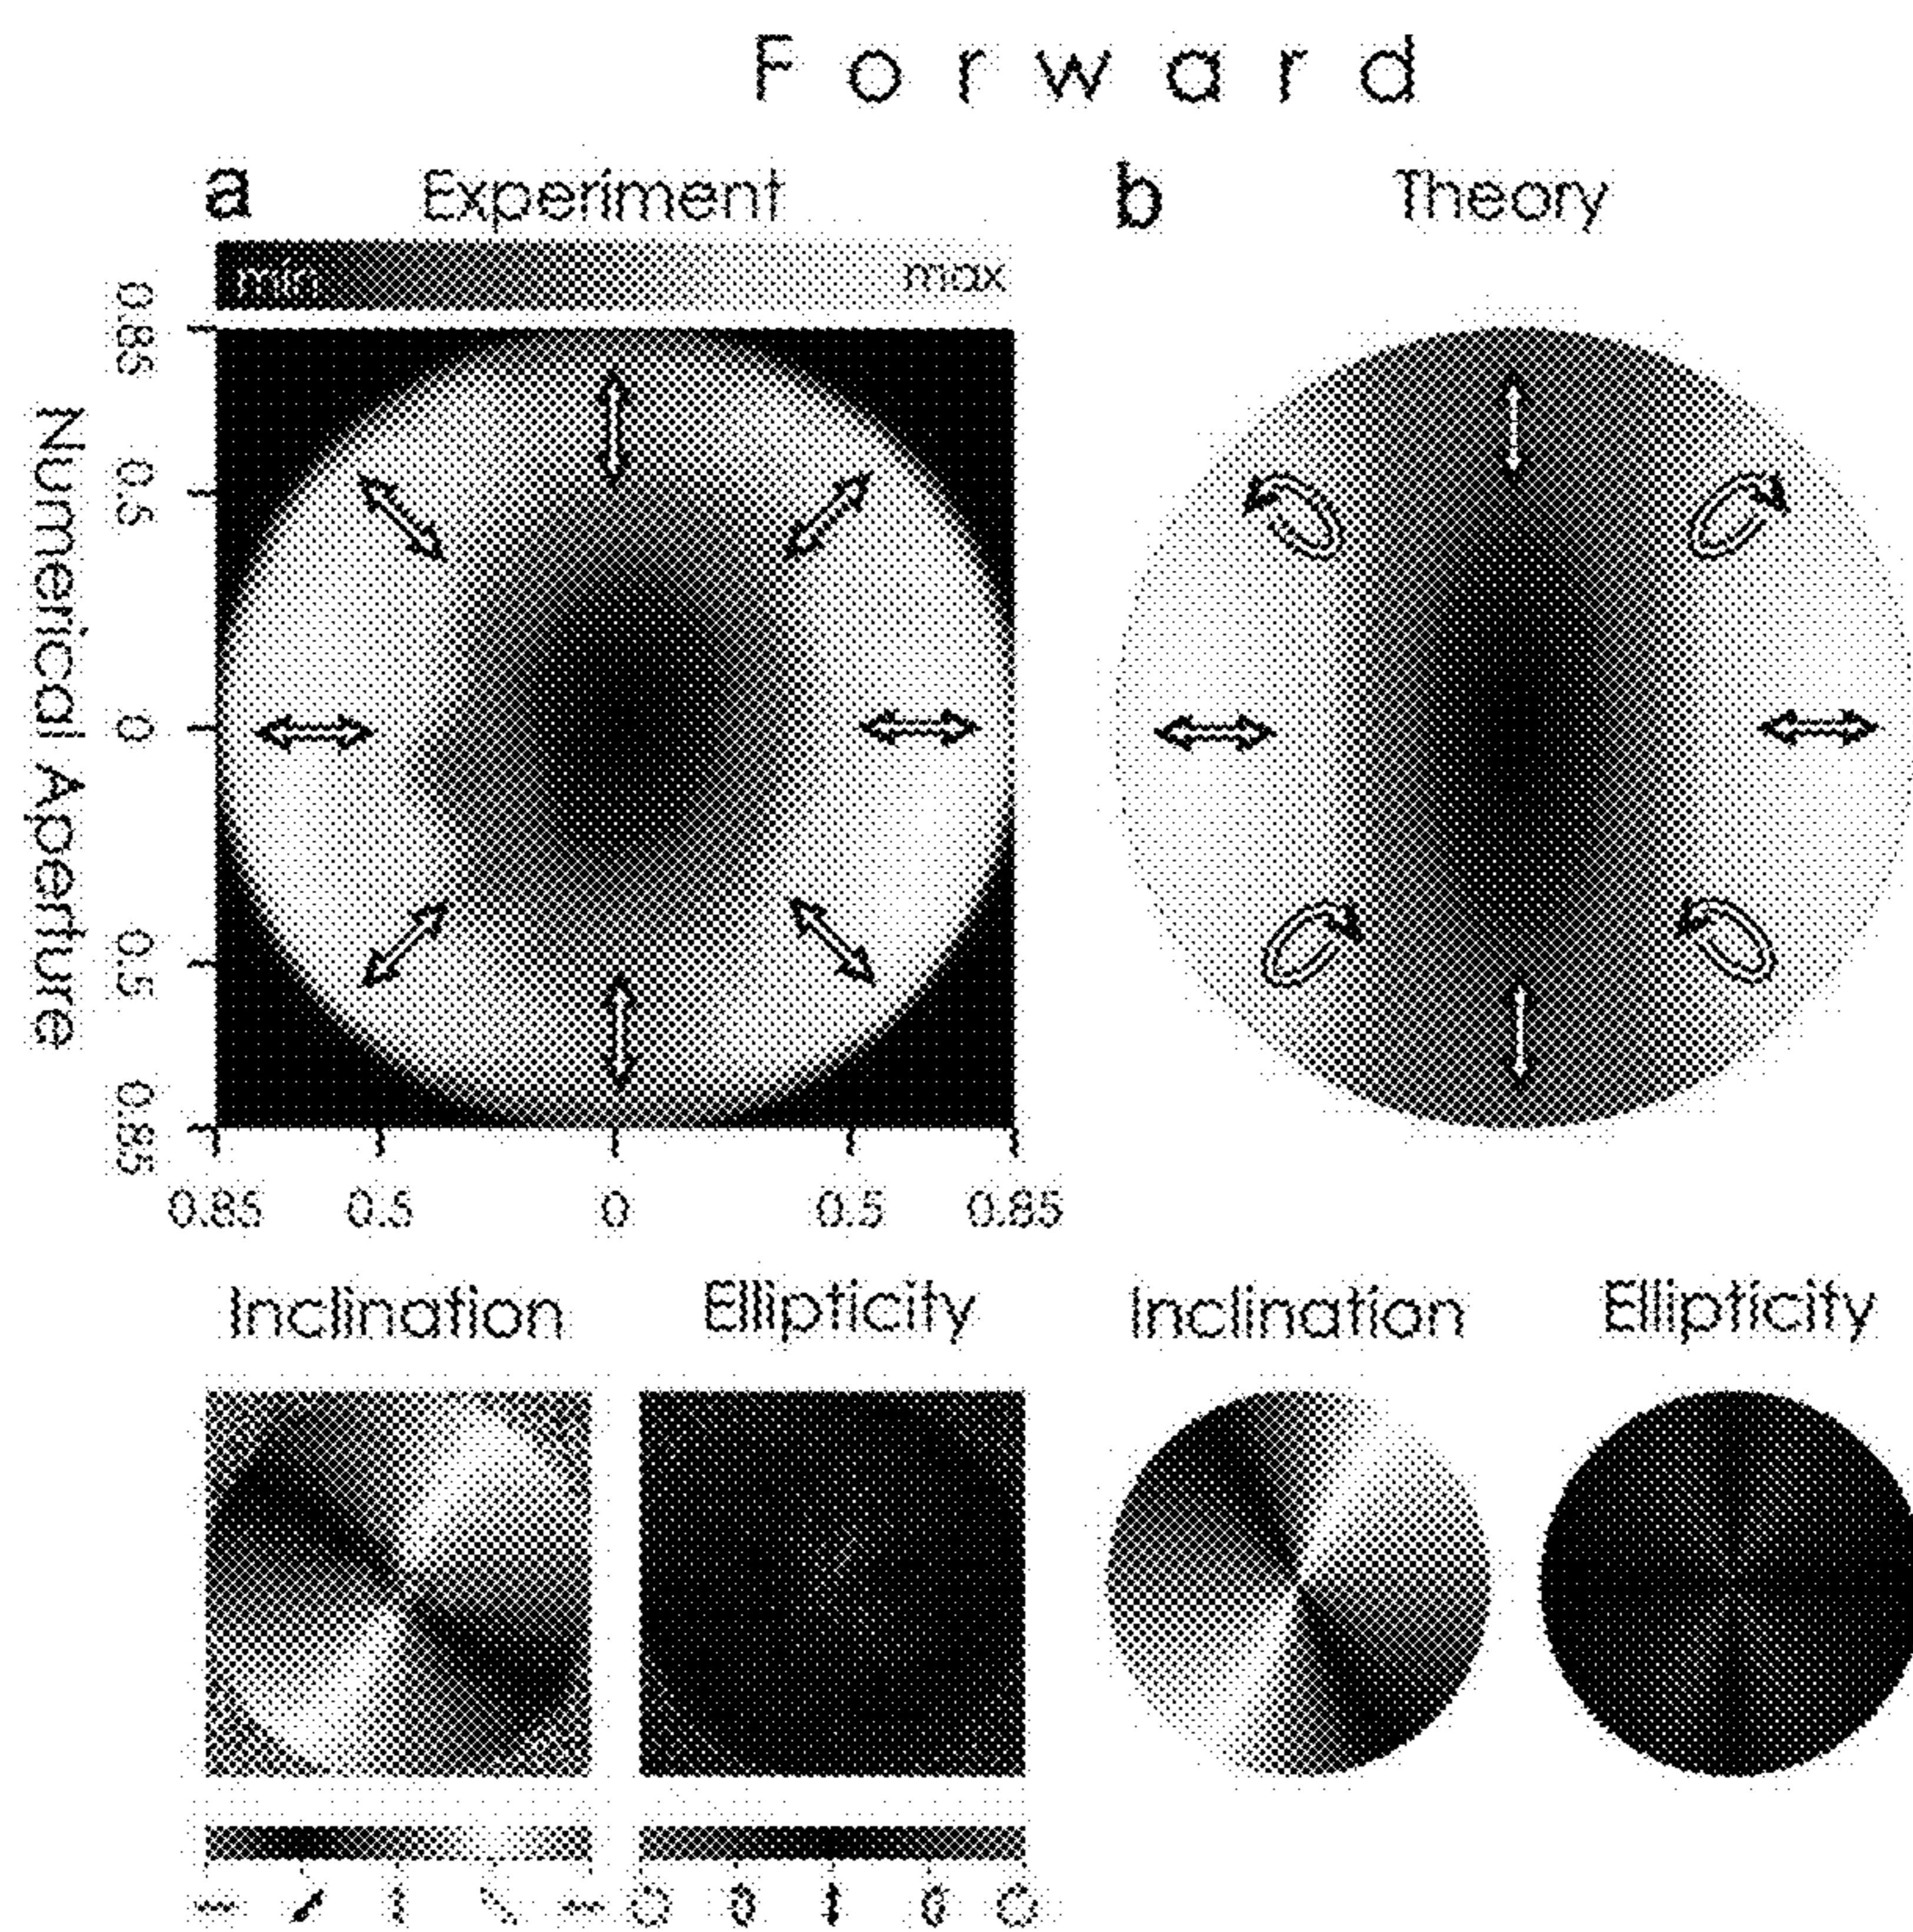 Forward
a Experiment
b Theory
min max
0.85
0.5
0
0.5
0.85
Numerical Aperture
0.85 0.5 0 0.5 0.85
Inclination Ellipticity Inclination Ellipticity